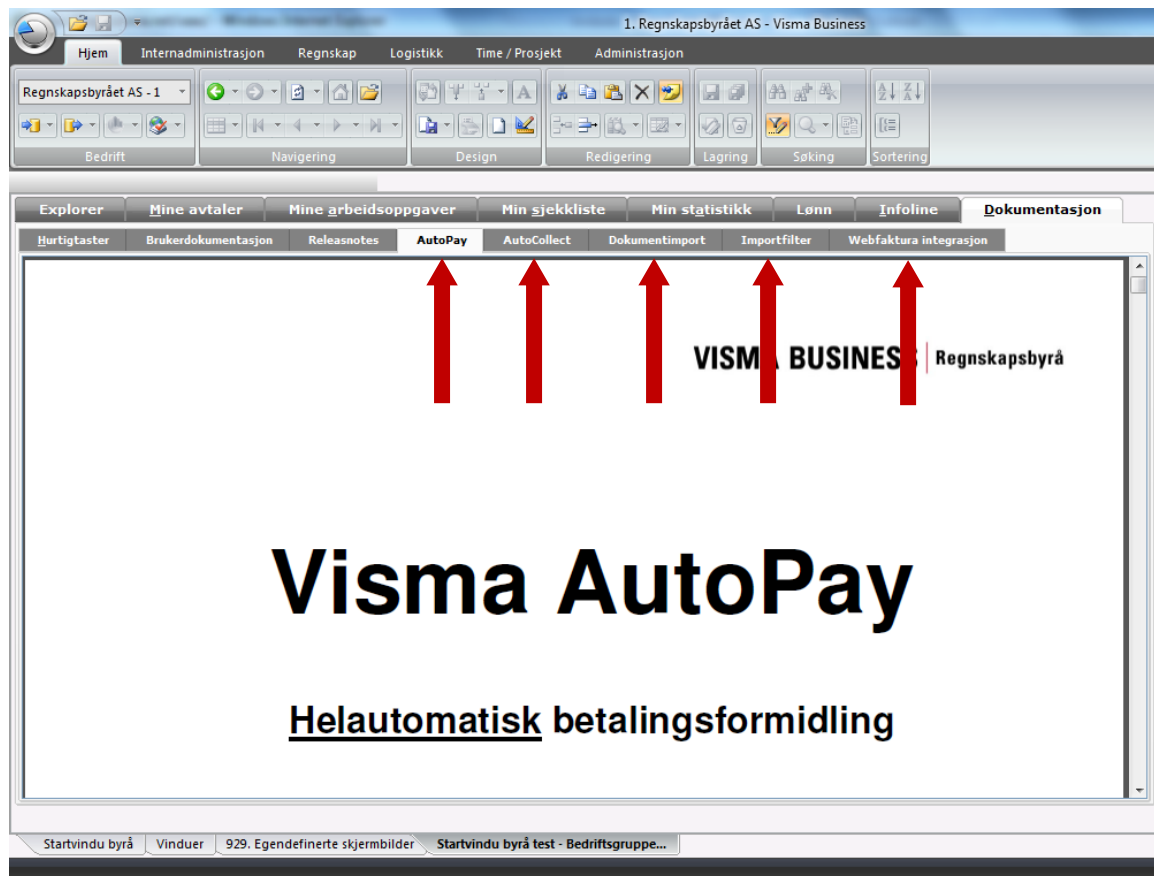 1. Regnskapsbyrået AS - Visma Business
Hjem Internadministrasjon Regnskap Logistikk Time / Prosjekt Administrasjon
Regnskapsbyrået AS - 1
Bedrift Navigering Design Redigering Lagring Søking Sortering
Explorer Mine avtaler Mine arbeidsoppgaver Min sjekkliste Min statistikk Lønn Infoline Dokumentasjon
Hurtigtaster Brukerdokumentasjon Releasnotes AutoPay AutoCollect Dokumentimport Importfilter Webfaktura integrasjon
VISMA BUSINESS | Regnskapsbyrå
Visma AutoPay
Helautomatisk betalingsformidling
Startvindu byrå Vinduer 929. Egendefinerte skjermbilder Startvindu byrå test - Bedriftsgruppe...